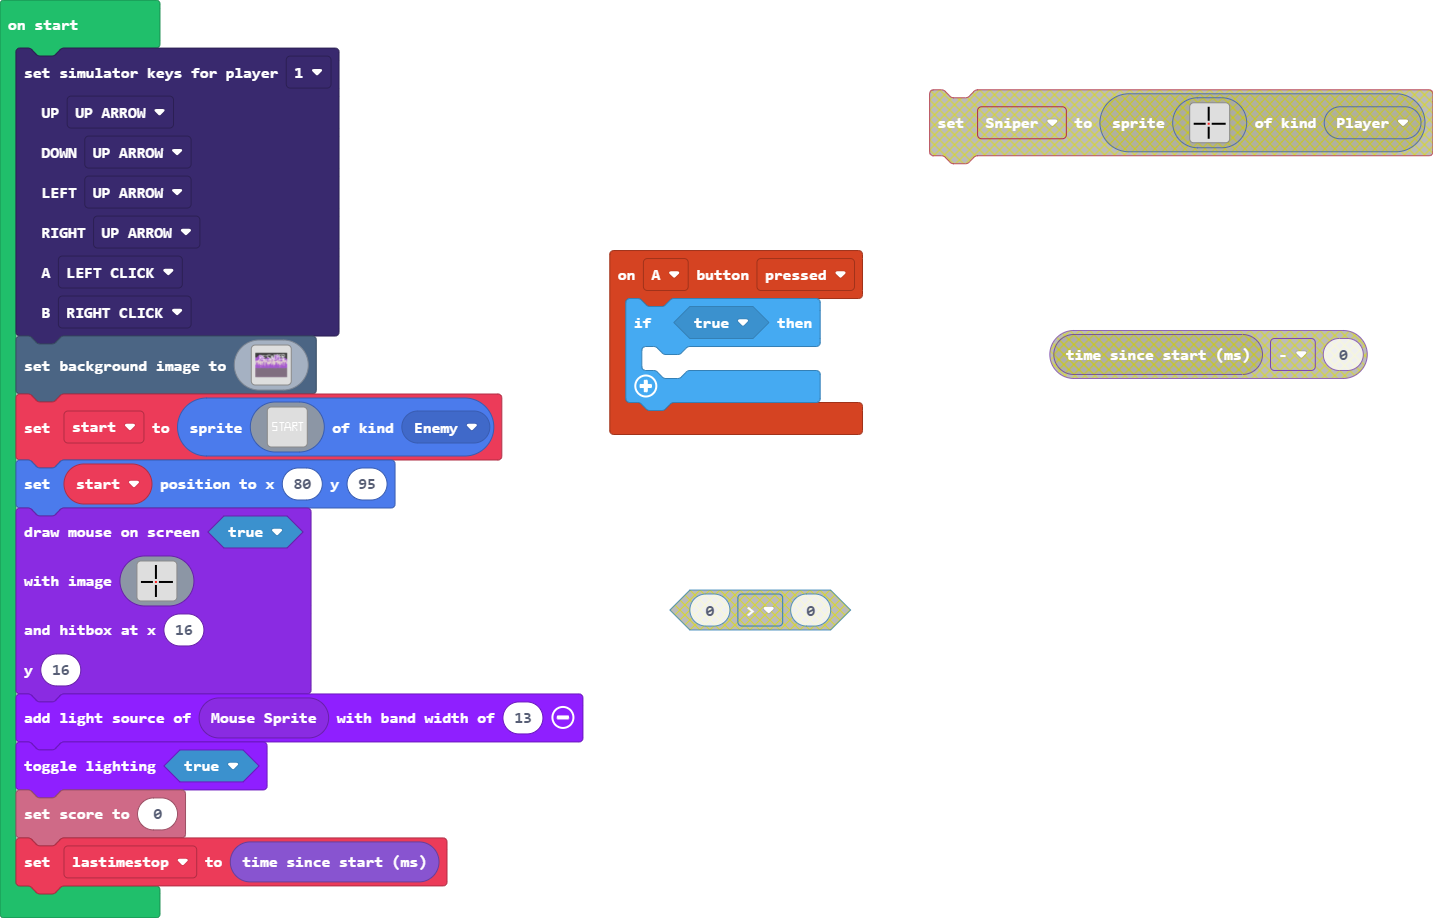 on start
set simulator keys for player 1
UP UP ARROW
DOWN UP ARROW
LEFT UP ARROW
RIGHT UP ARROW
A LEFT CLICK
B RIGHT CLICK
set background image to
set start to sprite START of kind Enemy
set start position to x 80 y 95
draw mouse on screen true
with image
and hitbox at x 16
y 16
add light source of Mouse Sprite with band width of 13
toggle lighting true
set score to 0
set lastimestop to time since start (ms)
on A button pressed
if true then
0 > 0
set Sniper to sprite of kind Player
time since start (ms) - 0